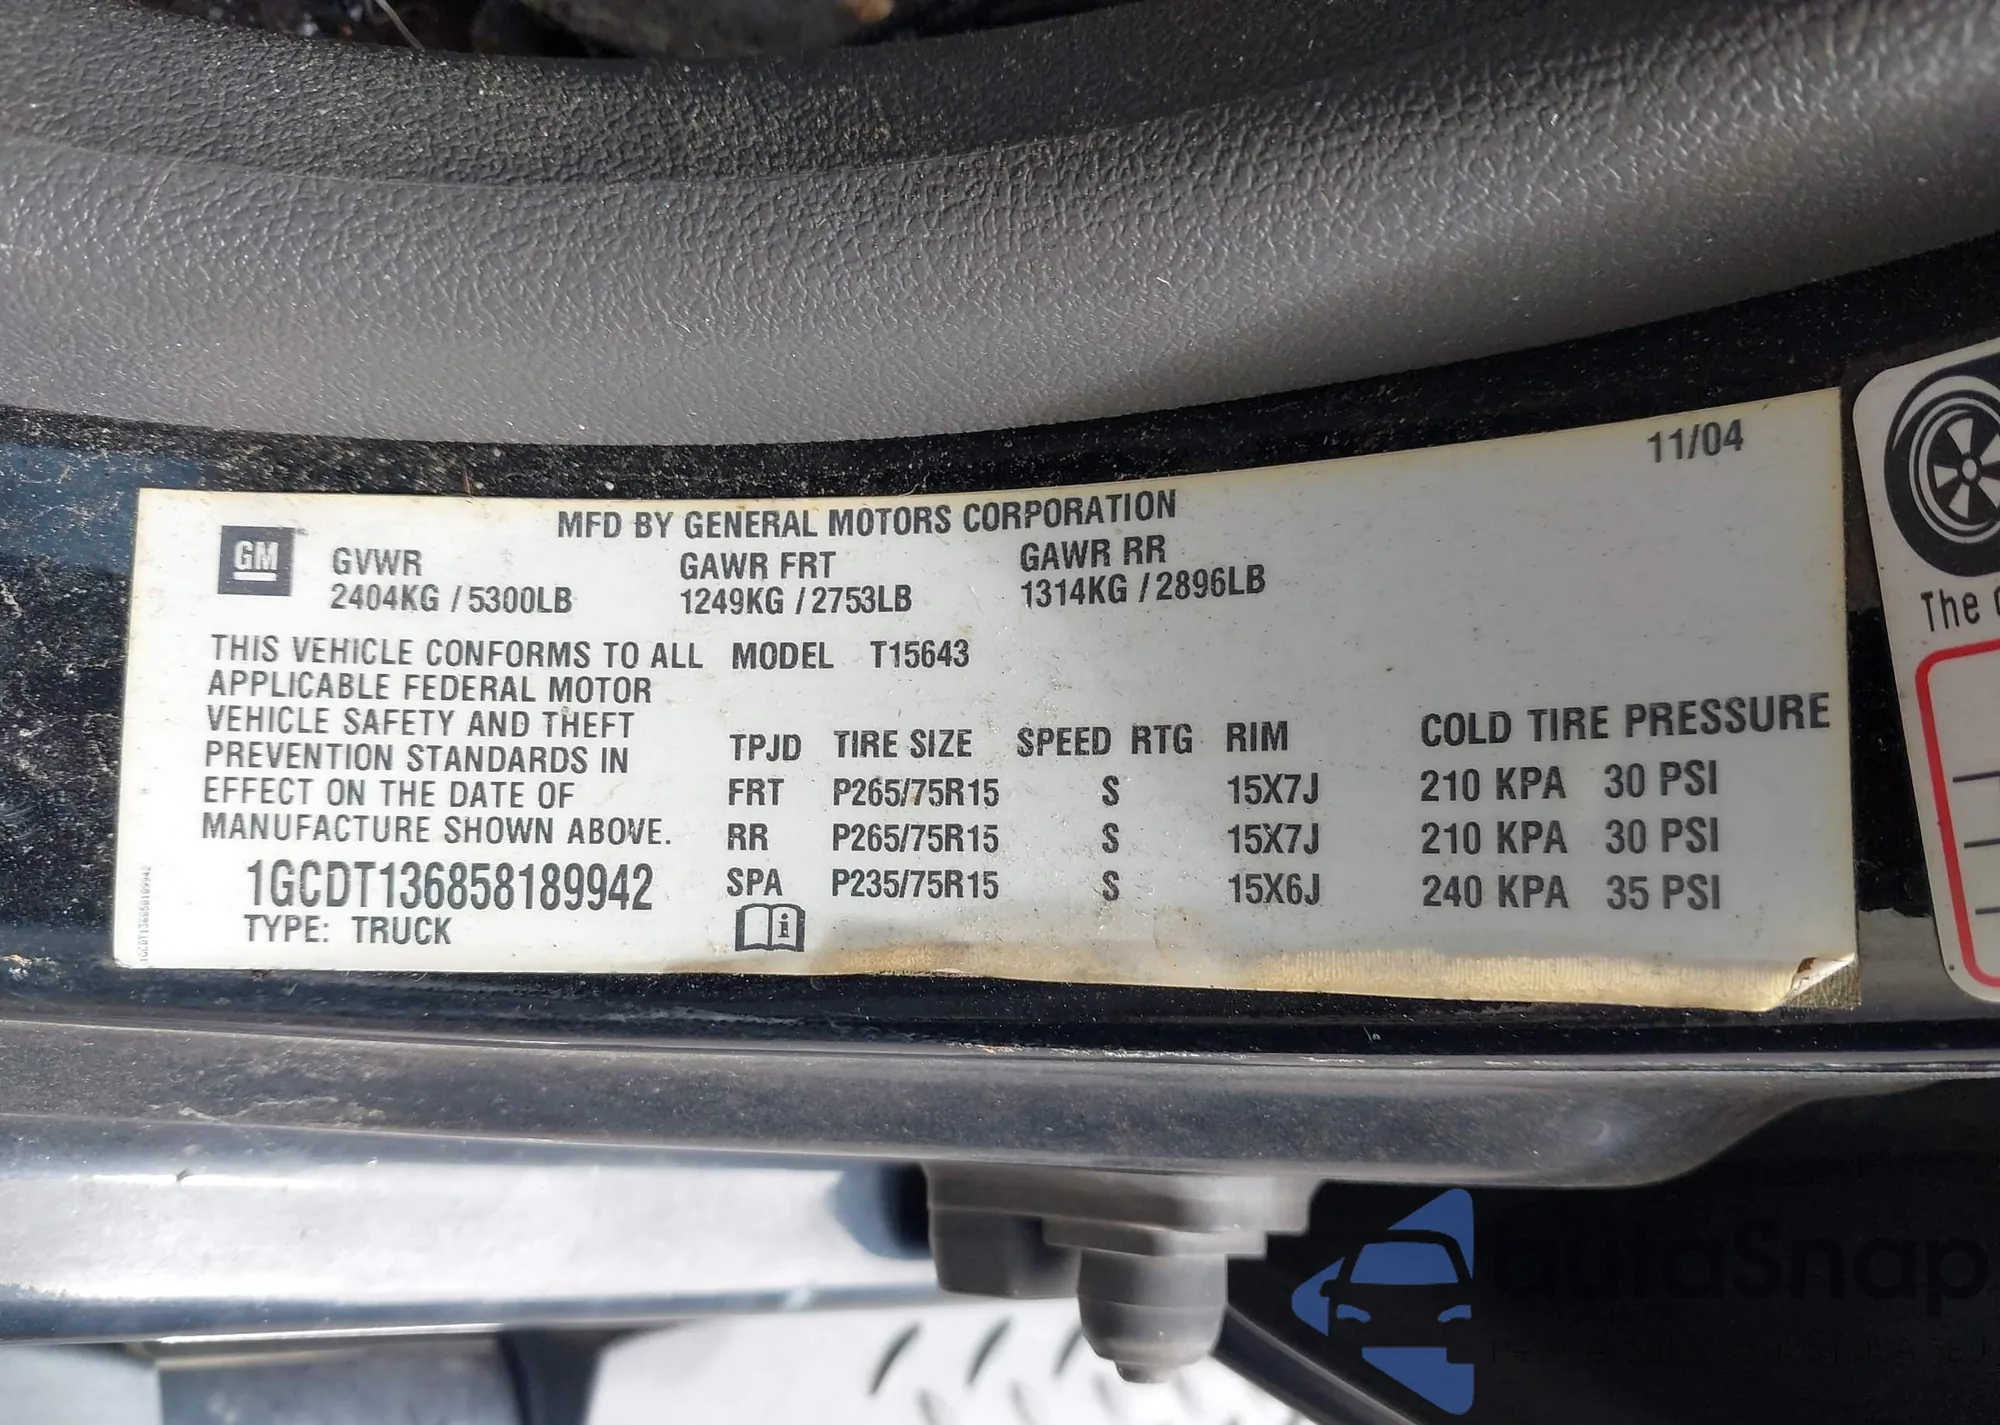 11/04
MFD BY GENERAL MOTORS CORPORATION
GM
GVWR GAWR FRT GAWR RR
2404KG / 5300LB 1249KG / 2753LB 1314KG / 2896LB
THIS VEHICLE CONFORMS TO ALL MODEL T15643
APPLICABLE FEDERAL MOTOR
VEHICLE SAFETY AND THEFT
PREVENTION STANDARDS IN
EFFECT ON THE DATE OF
MANUFACTURE SHOWN ABOVE.
1GCDT136858189942
TYPE: TRUCK
TPJD TIRE SIZE SPEED RTG RIM COLD TIRE PRESSURE
FRT P265/75R15 S 15X7J 210 KPA 30 PSI
RR P265/75R15 S 15X7J 210 KPA 30 PSI
SPA P235/75R15 S 15X6J 240 KPA 35 PSI
i
1GCDT136858189942
The
autoSnap